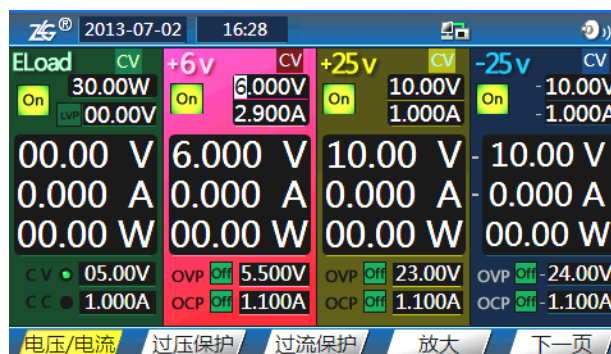 ZLG® 2013-07-02 16:28
ELoad CV
On 30.00W
LVP 00.00V
00.00 V
0.000 A
00.00 W
CV 05.00V
CC 1.000A
+6v CV
On 6.000V
2.900A
6.000 V
0.000 A
00.00 W
OVP Off 5.500V
OCP Off 1.100A
+25v CV
On 10.00V
1.000A
10.00 V
0.000 A
00.00 W
OVP Off 23.00V
OCP Off 1.100A
-25v CV
On -10.00V
-1.000A
-10.00 V
-0.000 A
00.00 W
OVP Off -24.00V
OCP Off -1.100A
电压/电流 过压保护 过流保护 放大 下一页